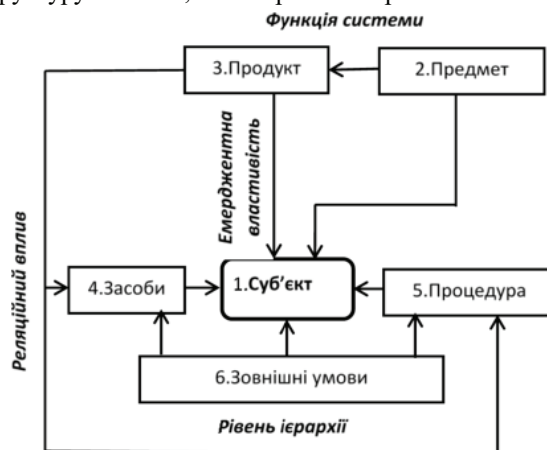 Функція системи
3.Продукт
2.Предмет
Емерджентна
властивість
Реляційний вплив
4.Засоби
1.Суб’єкт
5.Процедура
6.Зовнішні умови
Рівень ієрархії